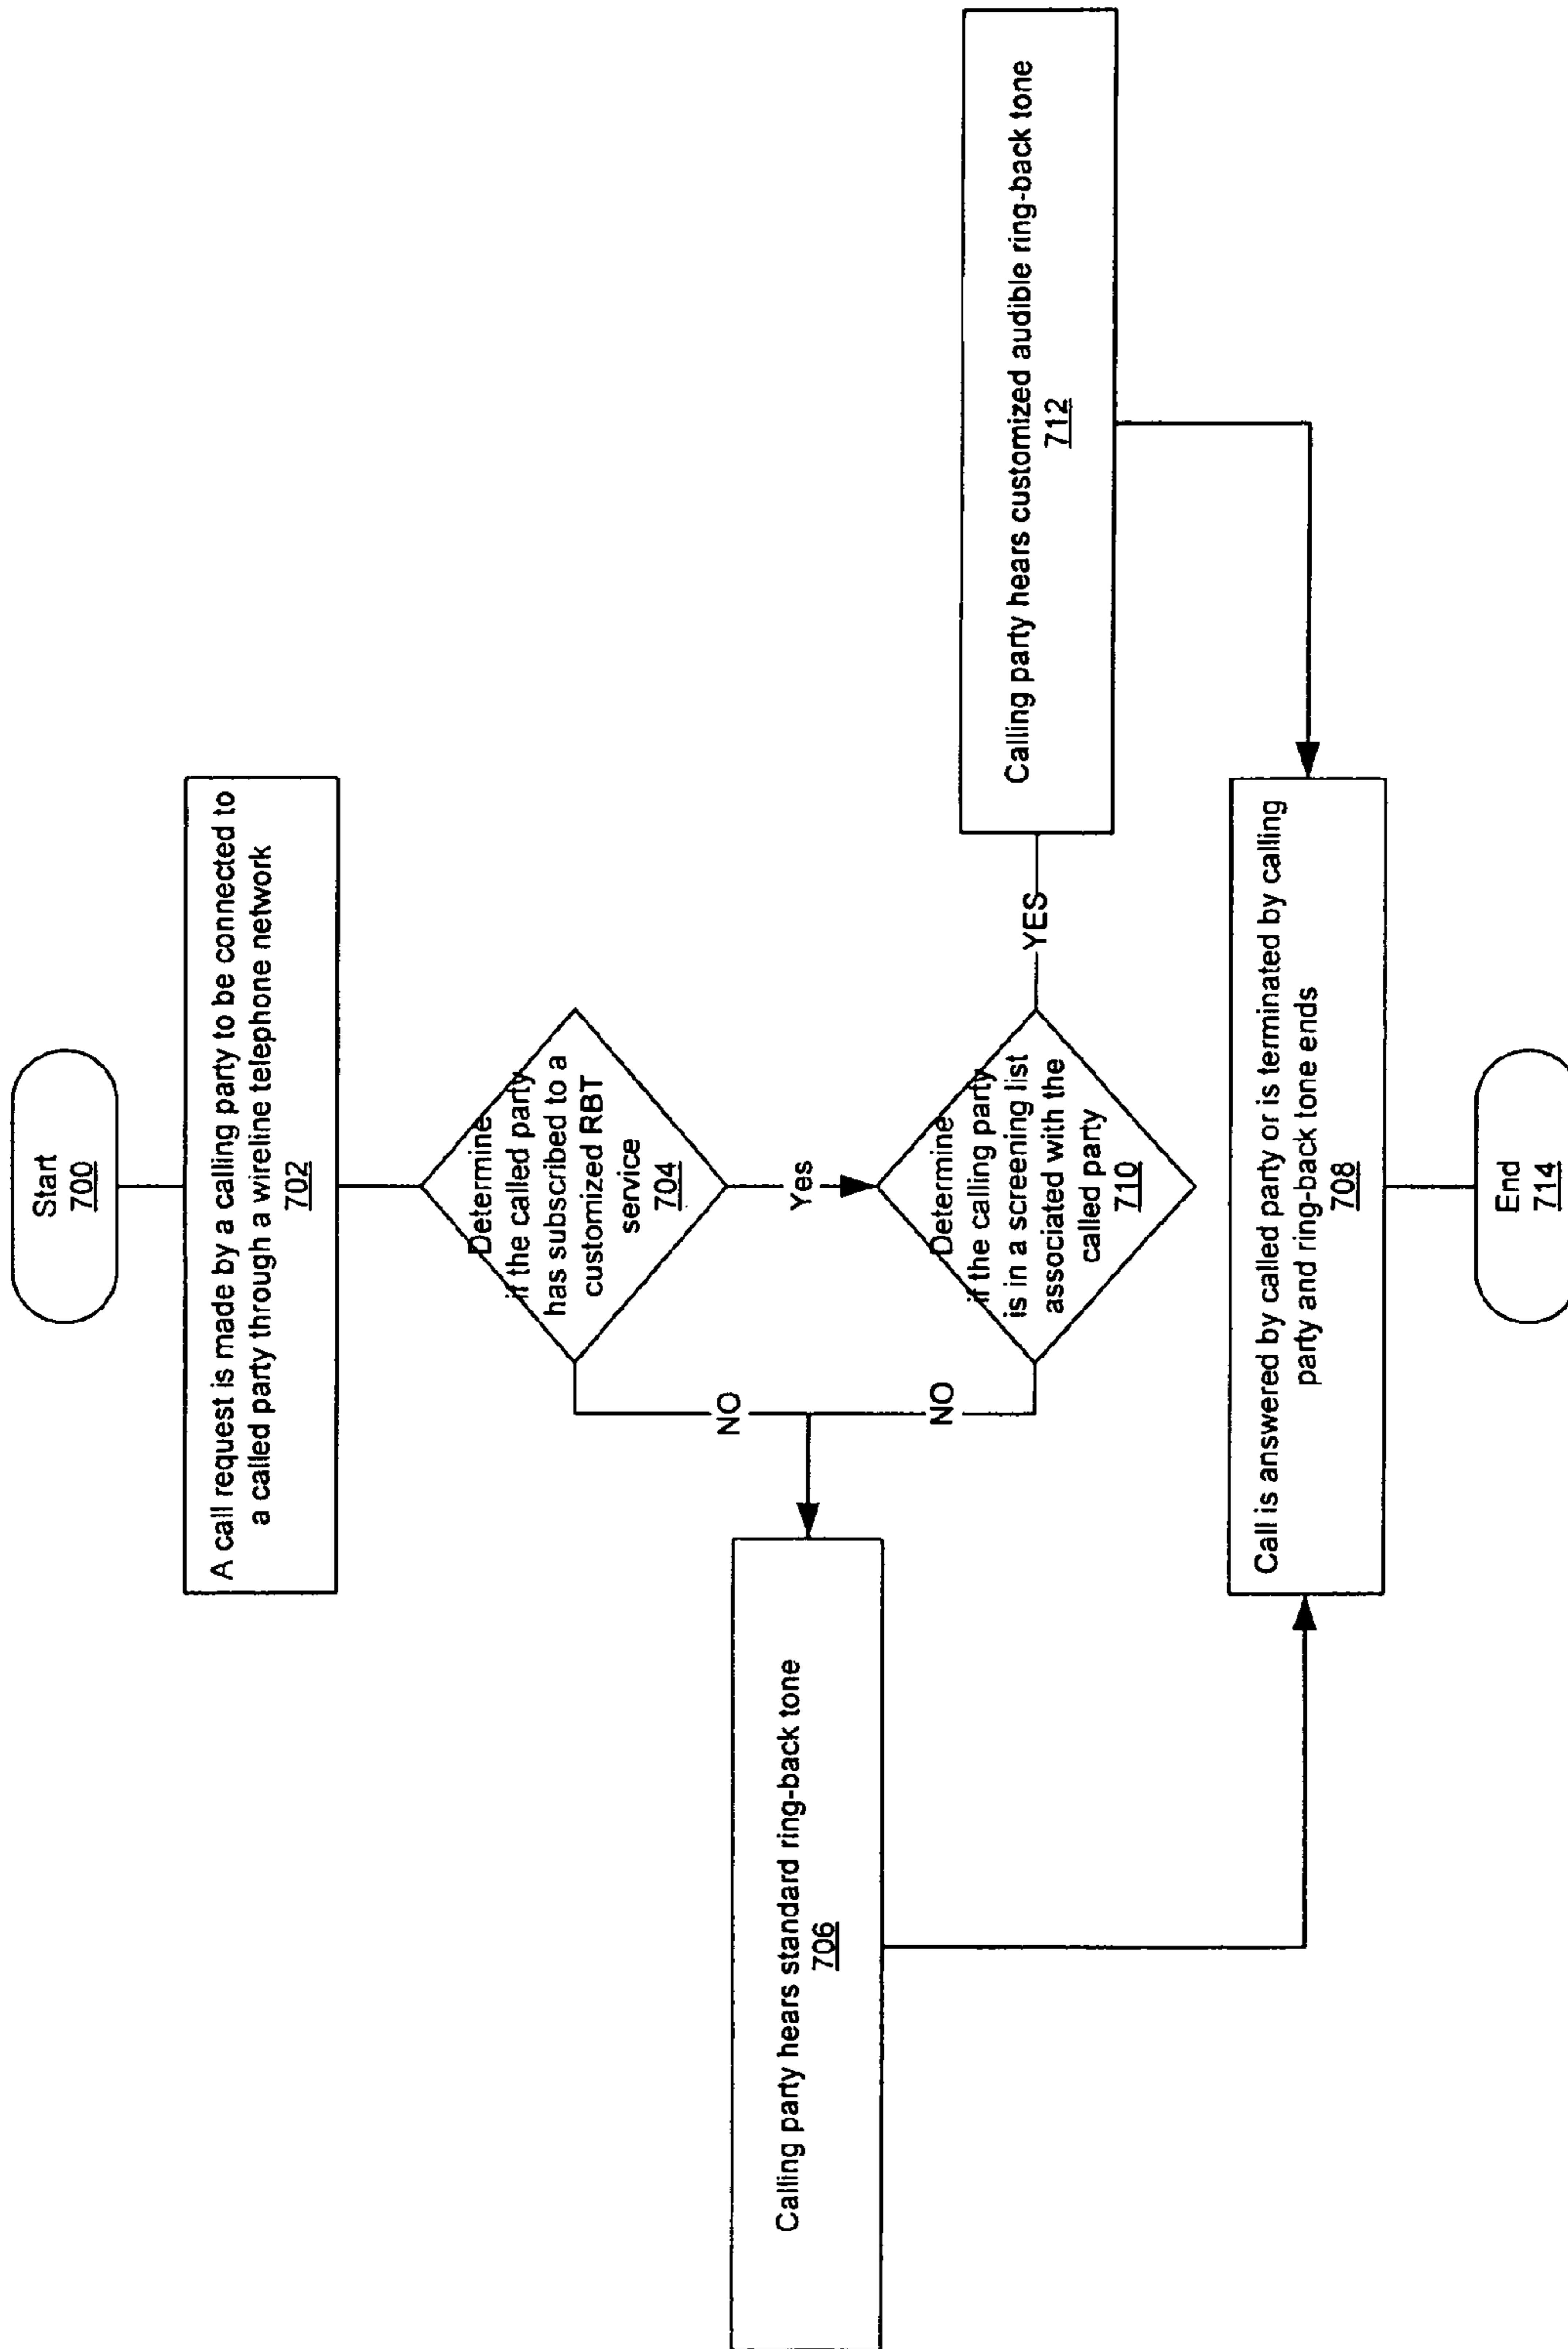 Start
700
A call request is made by a calling party to be connected to
a called party through a wireline telephone network
702
Determine
if the called party
has subscribed to a
customized RBT
service
704
NO
Yes
Calling party hears standard ring-back tone
706
Determine
if the calling party
is in a screening list
associated with the
called party
710
NO
YES
Calling party hears customized audible ring-back tone
712
Call is answered by called party or is terminated by calling
party and ring-back tone ends
708
End
714